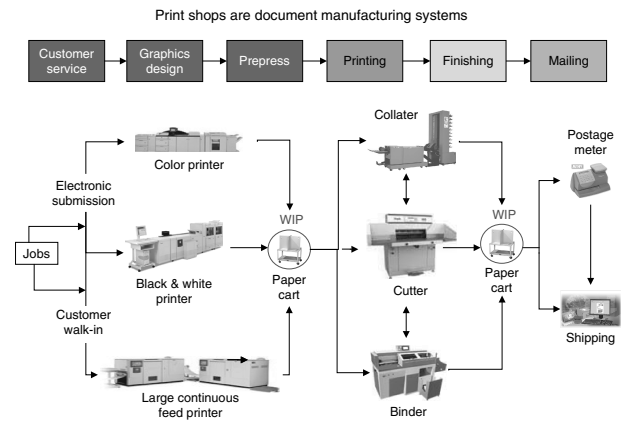 Print shops are document manufacturing systems
Customer
service
Graphics
design
Prepress
Printing
Finishing
Mailing
Collater
Postage
meter
Color printer
Electronic
submission
WIP
WIP
Jobs
Black & white
printer
Paper
cart
Cutter
Paper
cart
Customer
walk-in
Shipping
Large continuous
feed printer
Binder